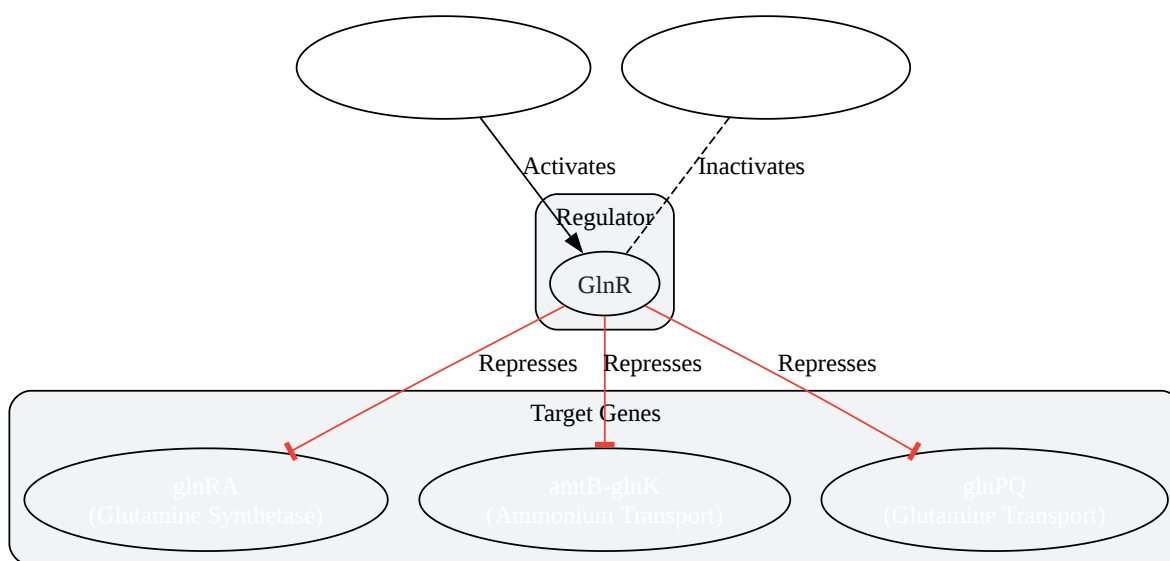 Activates
Inactivates
Regulator
GlnR
Represses
Represses
Represses
Target Genes
glnRA
(Glutamine Synthetase)
amtB-glnK
(Ammonium Transport)
glnPQ
(Glutamine Transport)